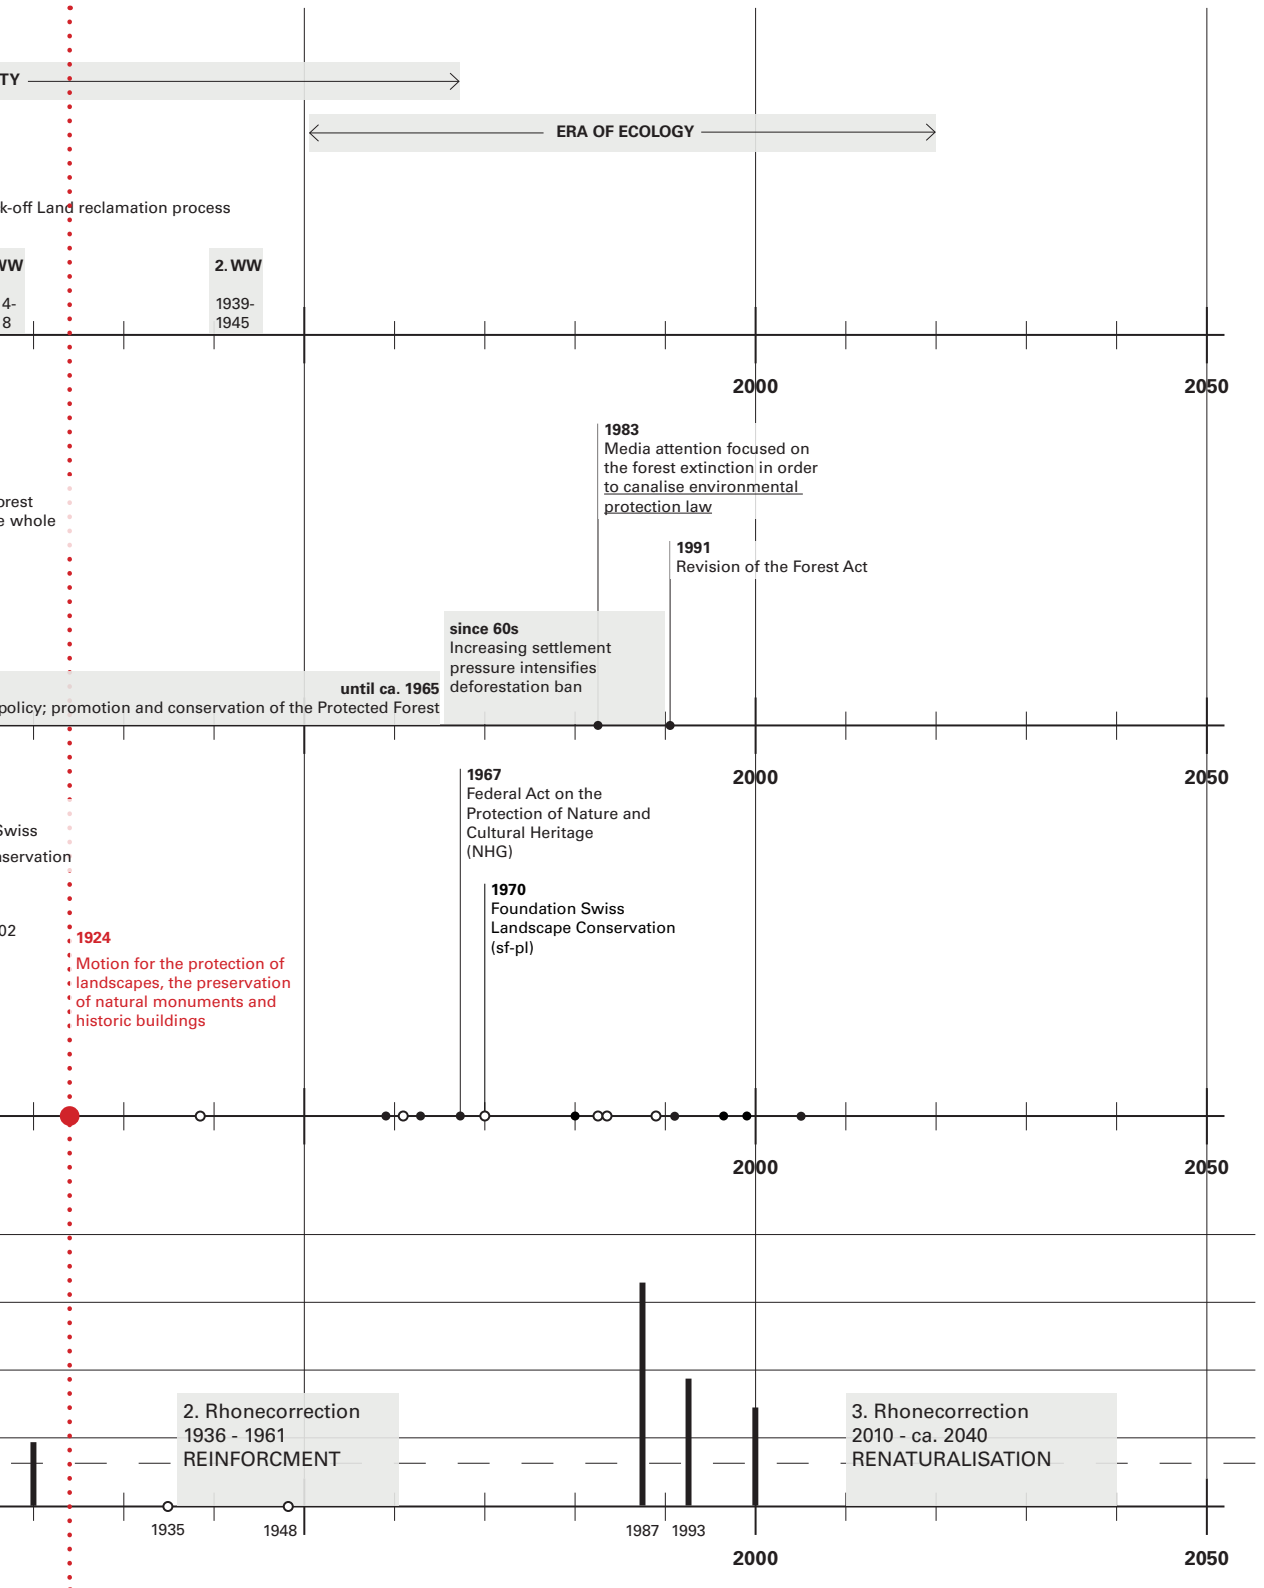 TY
ERA OF ECOLOGY
k-off Land reclamation process
WW
4-
8
2. WW
1939-
1945
2000
2050
1983
Media attention focused on
the forest extinction in order
to canalise environmental
protection law
orest
e whole
1991
Revision of the Forest Act
since 60s
Increasing settlement
pressure intensifies
deforestation ban
until ca. 1965
policy; promotion and conservation of the Protected Forest
2000
2050
1967
Federal Act on the
Protection of Nature and
Cultural Heritage
(NHG)
Swiss
nservation
1970
Foundation Swiss
Landscape Conservation
(sf-pl)
02
1924
Motion for the protection of
landscapes, the preservation
of natural monuments and
historic buildings
2000
2050
2. Rhonecorrection
1936 - 1961
REINFORCMENT
3. Rhonecorrection
2010 - ca. 2040
RENATURALISATION
1935
1948
1987
1993
2000
2050